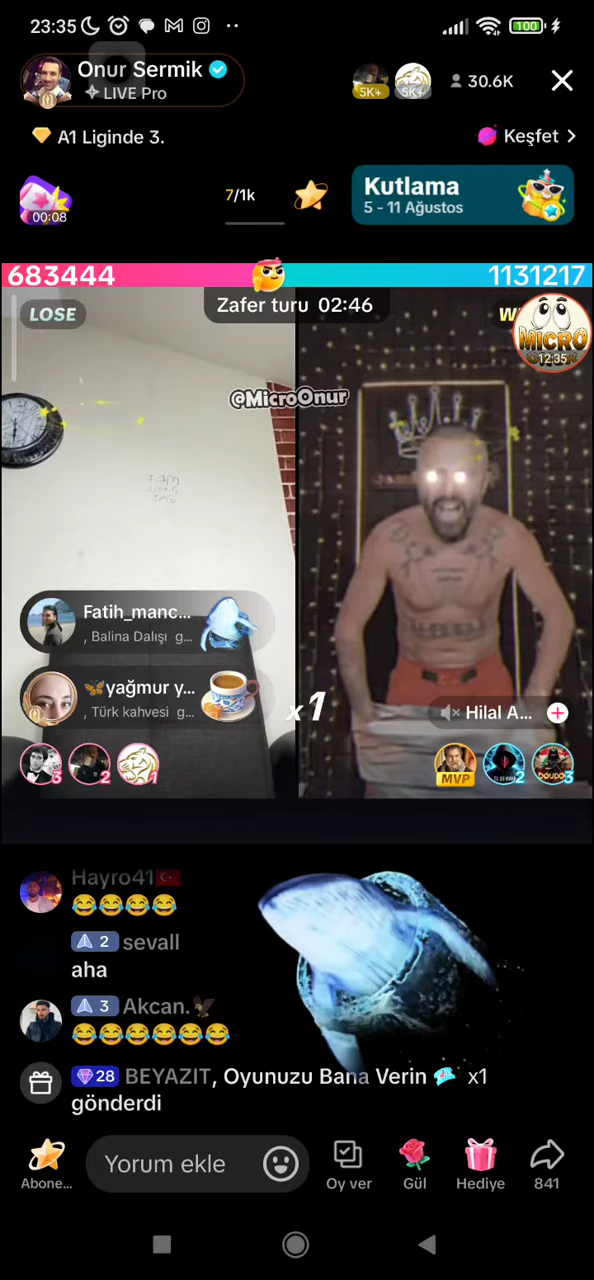 23:35
100
Onur Sermik
LIVE Pro
5K+
5K+
30.6K
A1 Liginde 3.
Keşfet
00:08
7/1k
Kutlama
5 - 11 Ağustos
683444
1131217
LOSE
Zafer turu 02:46
MICRO
12:35
@MicroOnur
Fatih_manc...
, Balina Dalışı g...
🦋yağmur y...
, Türk kahvesi g...
x1
Hilal A...
3
2
1
MVP
2
3
Hayro41🇹🇷
😂😂😂😂
2 sevall
aha
3 Akcan.🦅
😂😂😂😂😂😂
28 BEYAZIT, Oyunuzu Bana Verin x1
gönderdi
Abone...
Yorum ekle
Oy ver
Gül
Hediye
841